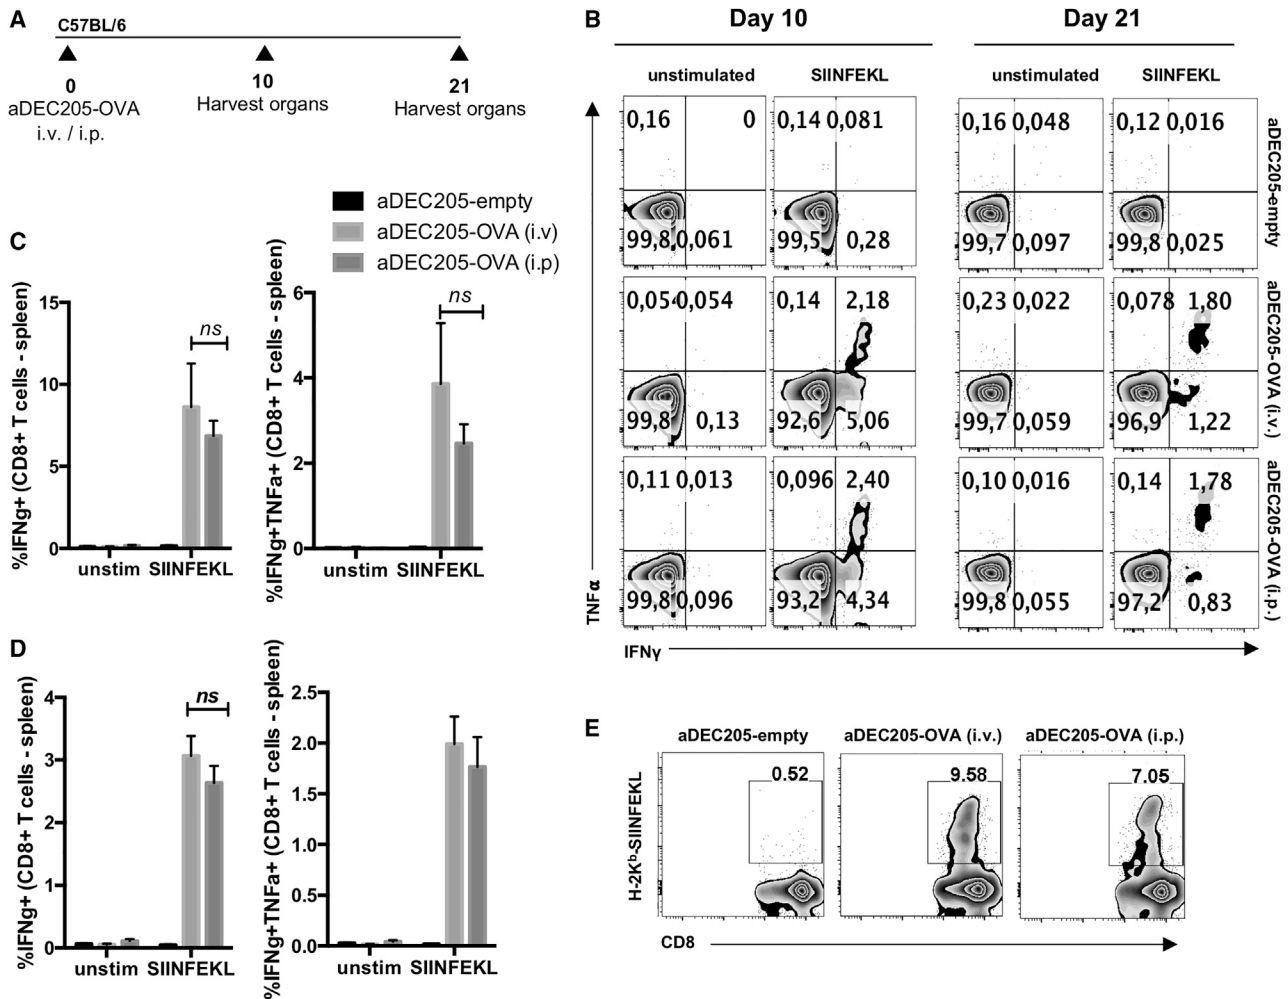 A
C57BL/6
0
10
21
aDEC205-OVA
i.v. / i.p.
Harvest organs
Harvest organs
B
Day 10
Day 21
unstimulated
SIINFEKL
unstimulated
SIINFEKL
0,16 0
0,14 0,081
0,16 0,048
0,12 0,016
99,8 0,061
99,5 0,28
99,7 0,097
99,8 0,025
aDEC205-empty
0,054 0,054
0,14 2,18
0,23 0,022
0,078 1,80
99,8 0,13
92,6 5,06
99,7 0,059
96,9 1,22
aDEC205-OVA (i.v.)
0,11 0,013
0,096 2,40
0,10 0,016
0,14 1,78
99,8 0,096
93,2 4,34
99,8 0,055
97,2 0,83
aDEC205-OVA (i.p.)
TNFα
IFNγ
aDEC205-empty
aDEC205-OVA (i.v)
aDEC205-OVA (i.p)
C
%IFNg+ (CD8+ T cells - spleen)
15
10
5
0
ns
unstim SIINFEKL
%IFNg+TNFa+ (CD8+ T cells - spleen)
6
4
2
0
ns
unstim SIINFEKL
D
%IFNg+ (CD8+ T cells - spleen)
4
3
2
1
0
ns
unstim SIINFEKL
%IFNg+TNFa+ (CD8+ T cells - spleen)
2.5
2.0
1.5
1.0
0.5
0.0
unstim SIINFEKL
E
aDEC205-empty
aDEC205-OVA (i.v.)
aDEC205-OVA (i.p.)
0.52
9.58
7.05
H-2Kᵇ-SIINFEKL
CD8